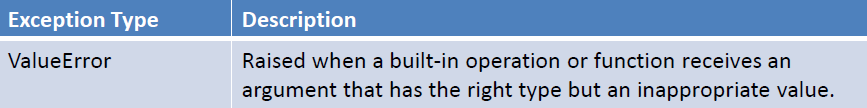 Exception Type Description
ValueError Raised when a built-in operation or function receives an
argument that has the right type but an inappropriate value.